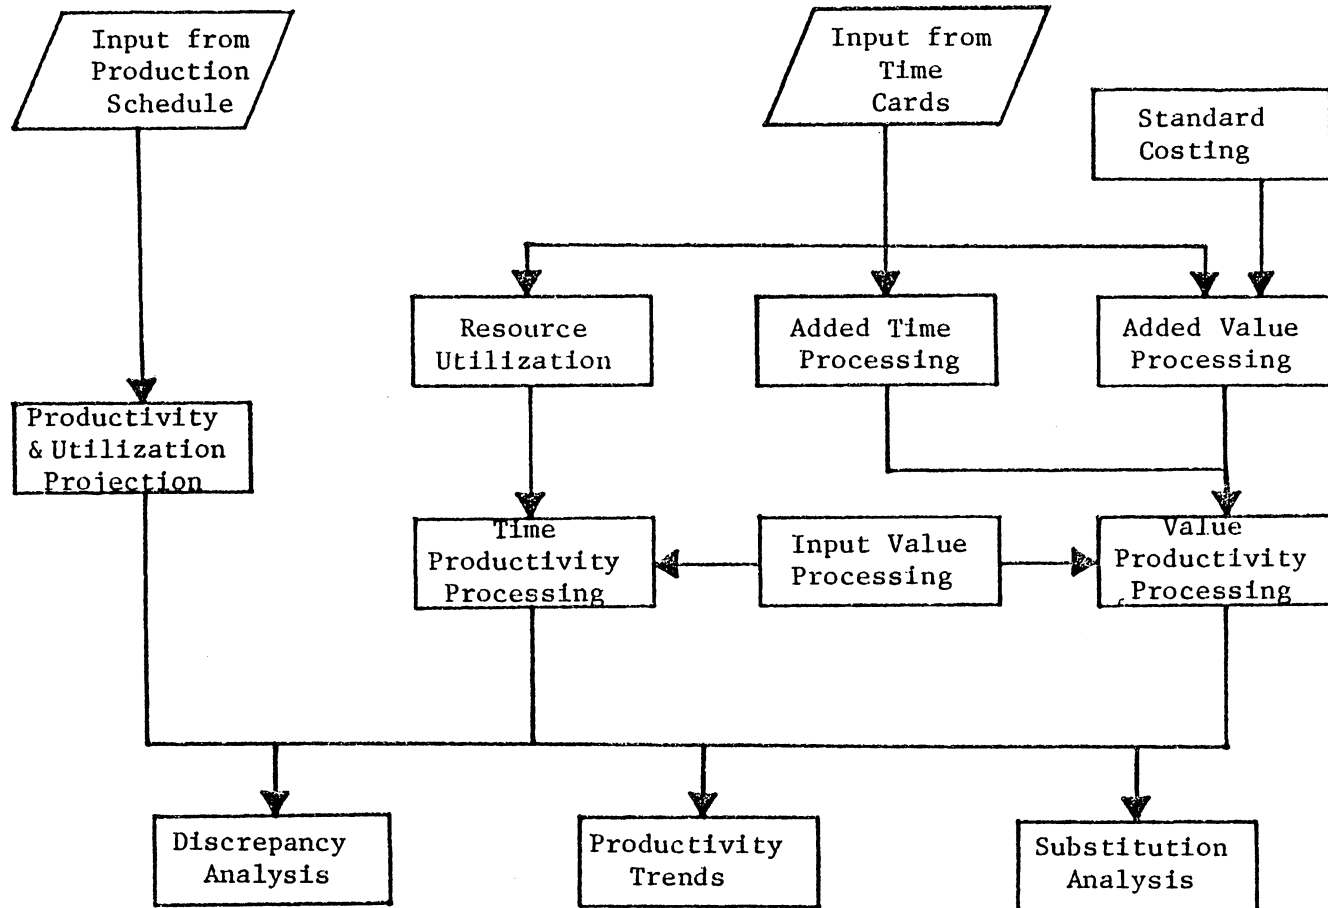 Input from
Production
Schedule
Input from
Time
Cards
Standard
Costing
Resource
Utilization
Added Time
Processing
Added Value
Processing
Productivity
& Utilization
Projection
Time
Productivity
Processing
Input Value
Processing
Value
Productivity
Processing
Discrepancy
Analysis
Productivity
Trends
Substitution
Analysis